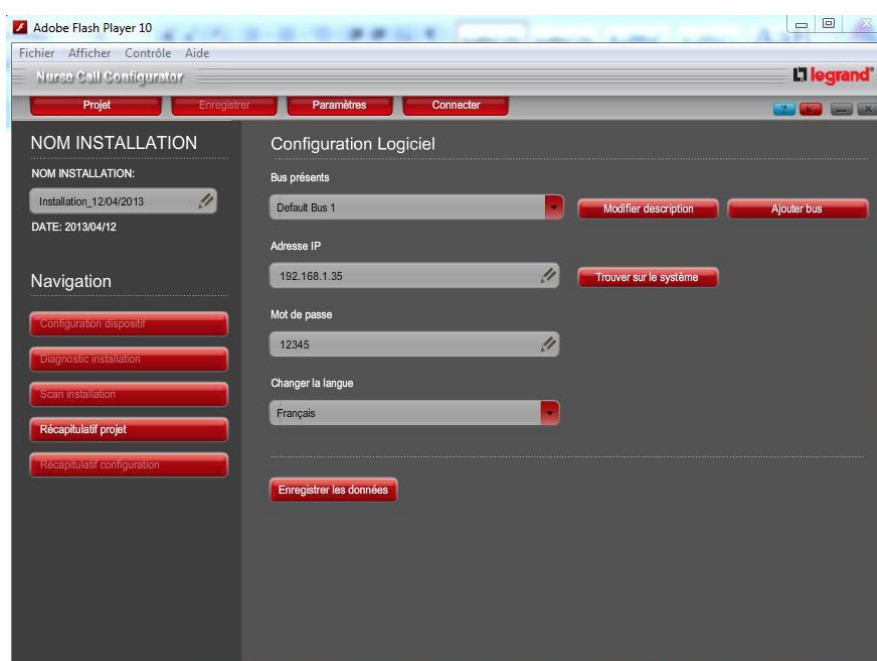 Adobe Flash Player 10
Fichier Afficher Contrôle Aide
Nurse Call Configurator
legrand
Projet Enregistrer Paramètres Connecter
NOM INSTALLATION
NOM INSTALLATION:
Installation_12/04/2013
DATE: 2013/04/12
Navigation
Configuration dispositif
Diagnostic installation
Scan installation
Récapitulatif projet
Récapitulatif configuration
Configuration Logiciel
Bus présents
Default Bus 1
Modifier description
Ajouter bus
Adresse IP
192.168.1.35
Trouver sur le système
Mot de passe
12345
Changer la langue
Français
Enregistrer les données